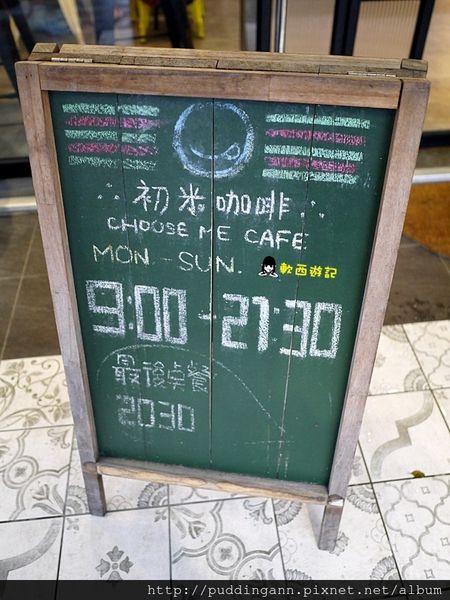 初米咖啡
CHOOSE ME CAFE
MON. - SUN.
軟西遊記
9:00 - 21:30
最後點餐
2030
http://puddingann.pixnet.net/album